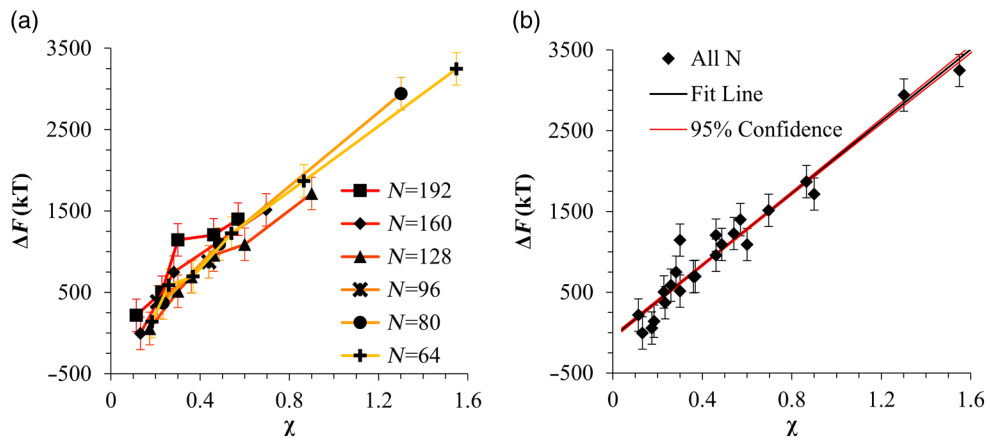 (a)
ΔF (kT)
3500
2500
1500
500
−500
0
0.4
0.8
1.2
1.6
χ
N=192
N=160
N=128
N=96
N=80
N=64
(b)
ΔF (kT)
3500
2500
1500
500
−500
0
0.4
0.8
1.2
1.6
χ
All N
Fit Line
95% Confidence